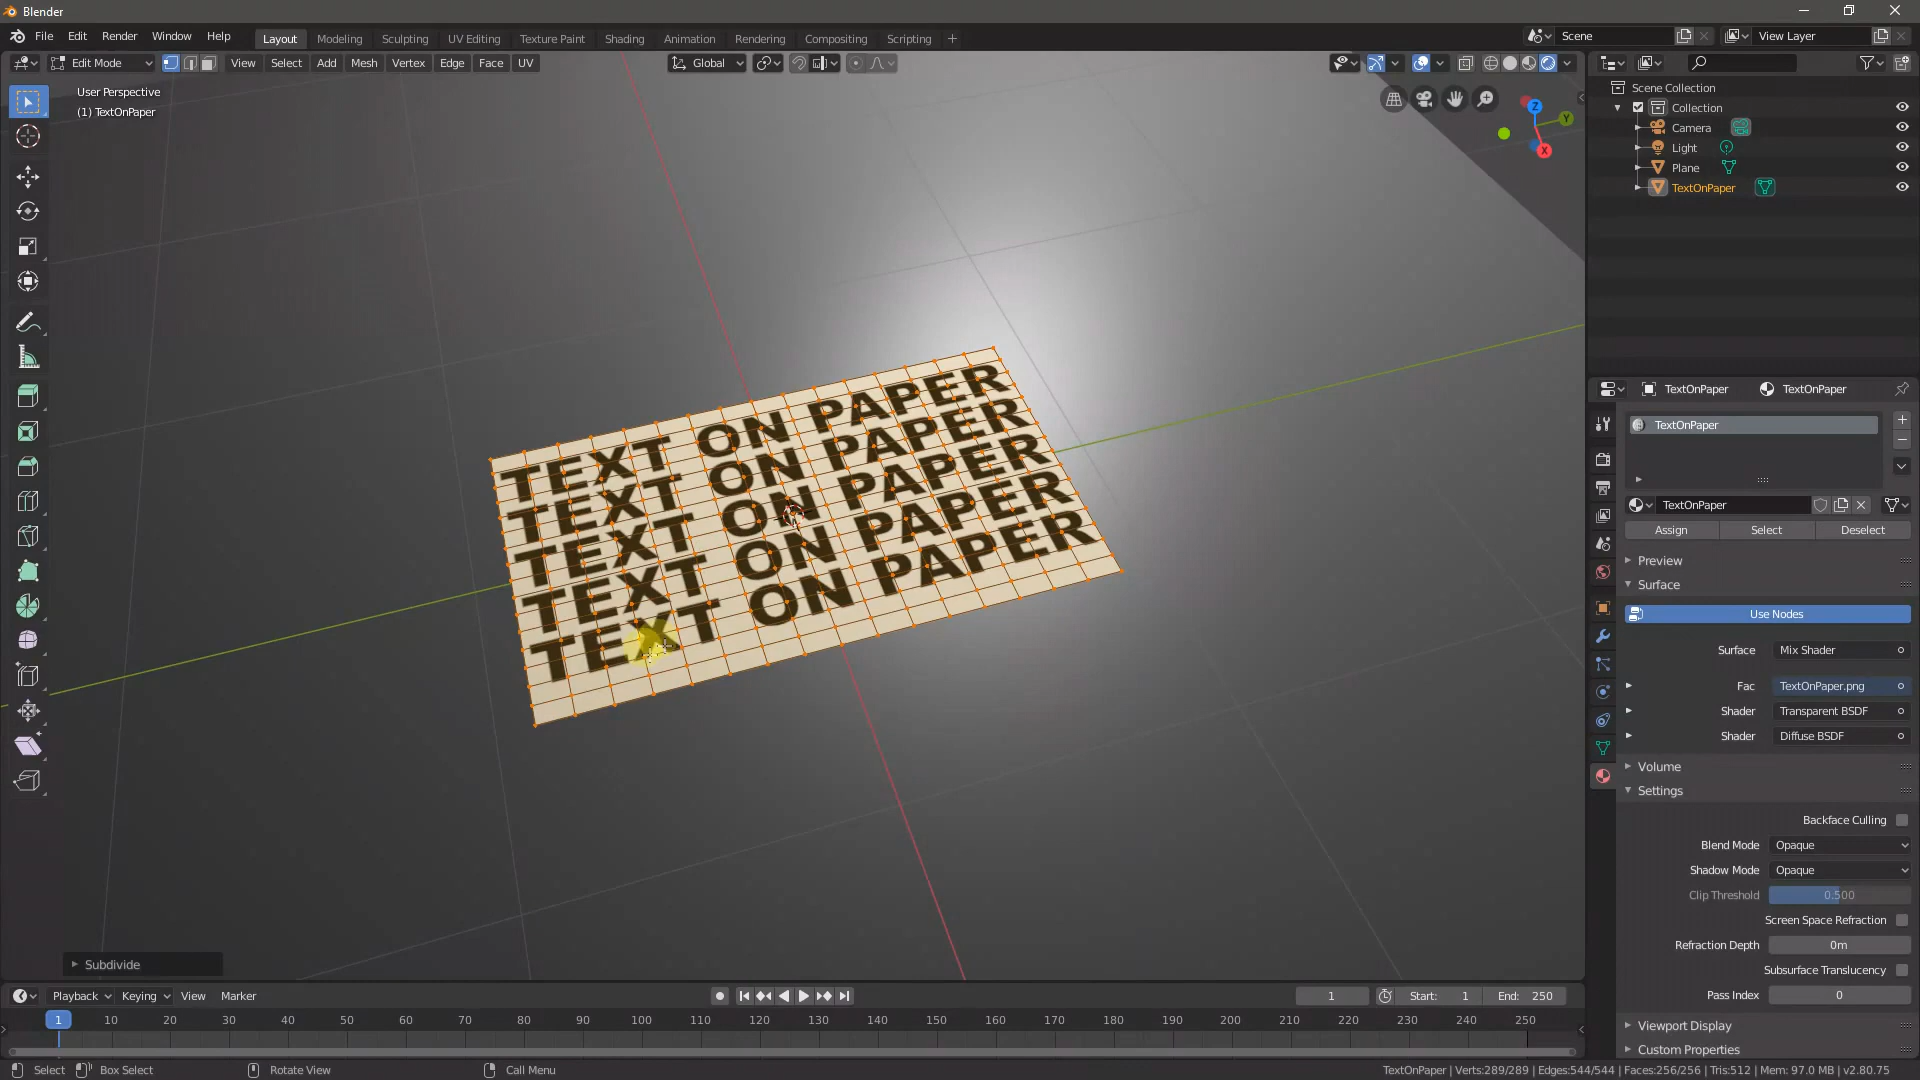 Blender
File Edit Render Window Help
Layout Modeling Sculpting UV Editing Texture Paint Shading Animation Rendering Compositing Scripting +
Scene
View Layer
Edit Mode View Select Add Mesh Vertex Edge Face UV
Global
User Perspective
(1) TextOnPaper
Z
Y
X
Scene Collection
Collection
Camera
Light
Plane
TextOnPaper
TEXT ON PAPER
TEXT ON PAPER
TEXT ON PAPER
TEXT ON PAPER
TEXT ON PAPER
TextOnPaper TextOnPaper
TextOnPaper
TextOnPaper
Assign Select Deselect
Preview
Surface
Use Nodes
Surface Mix Shader
Fac TextOnPaper.png
Shader Transparent BSDF
Shader Diffuse BSDF
Volume
Settings
Backface Culling
Blend Mode Opaque
Shadow Mode Opaque
Clip Threshold 0.500
Screen Space Refraction
Refraction Depth 0m
Subsurface Translucency
Pass Index 0
Viewport Display
Custom Properties
Subdivide
Playback Keying View Marker
1 Start: 1 End: 250
1 10 20 30 40 50 60 70 80 90 100 110 120 130 140 150 160 170 180 190 200 210 220 230 240 250
Select Box Select Rotate View Call Menu
TextOnPaper | Verts:289/289 | Edges:544/544 | Faces:256/256 | Tris:512 | Mem: 97.0 MB | v2.80.75